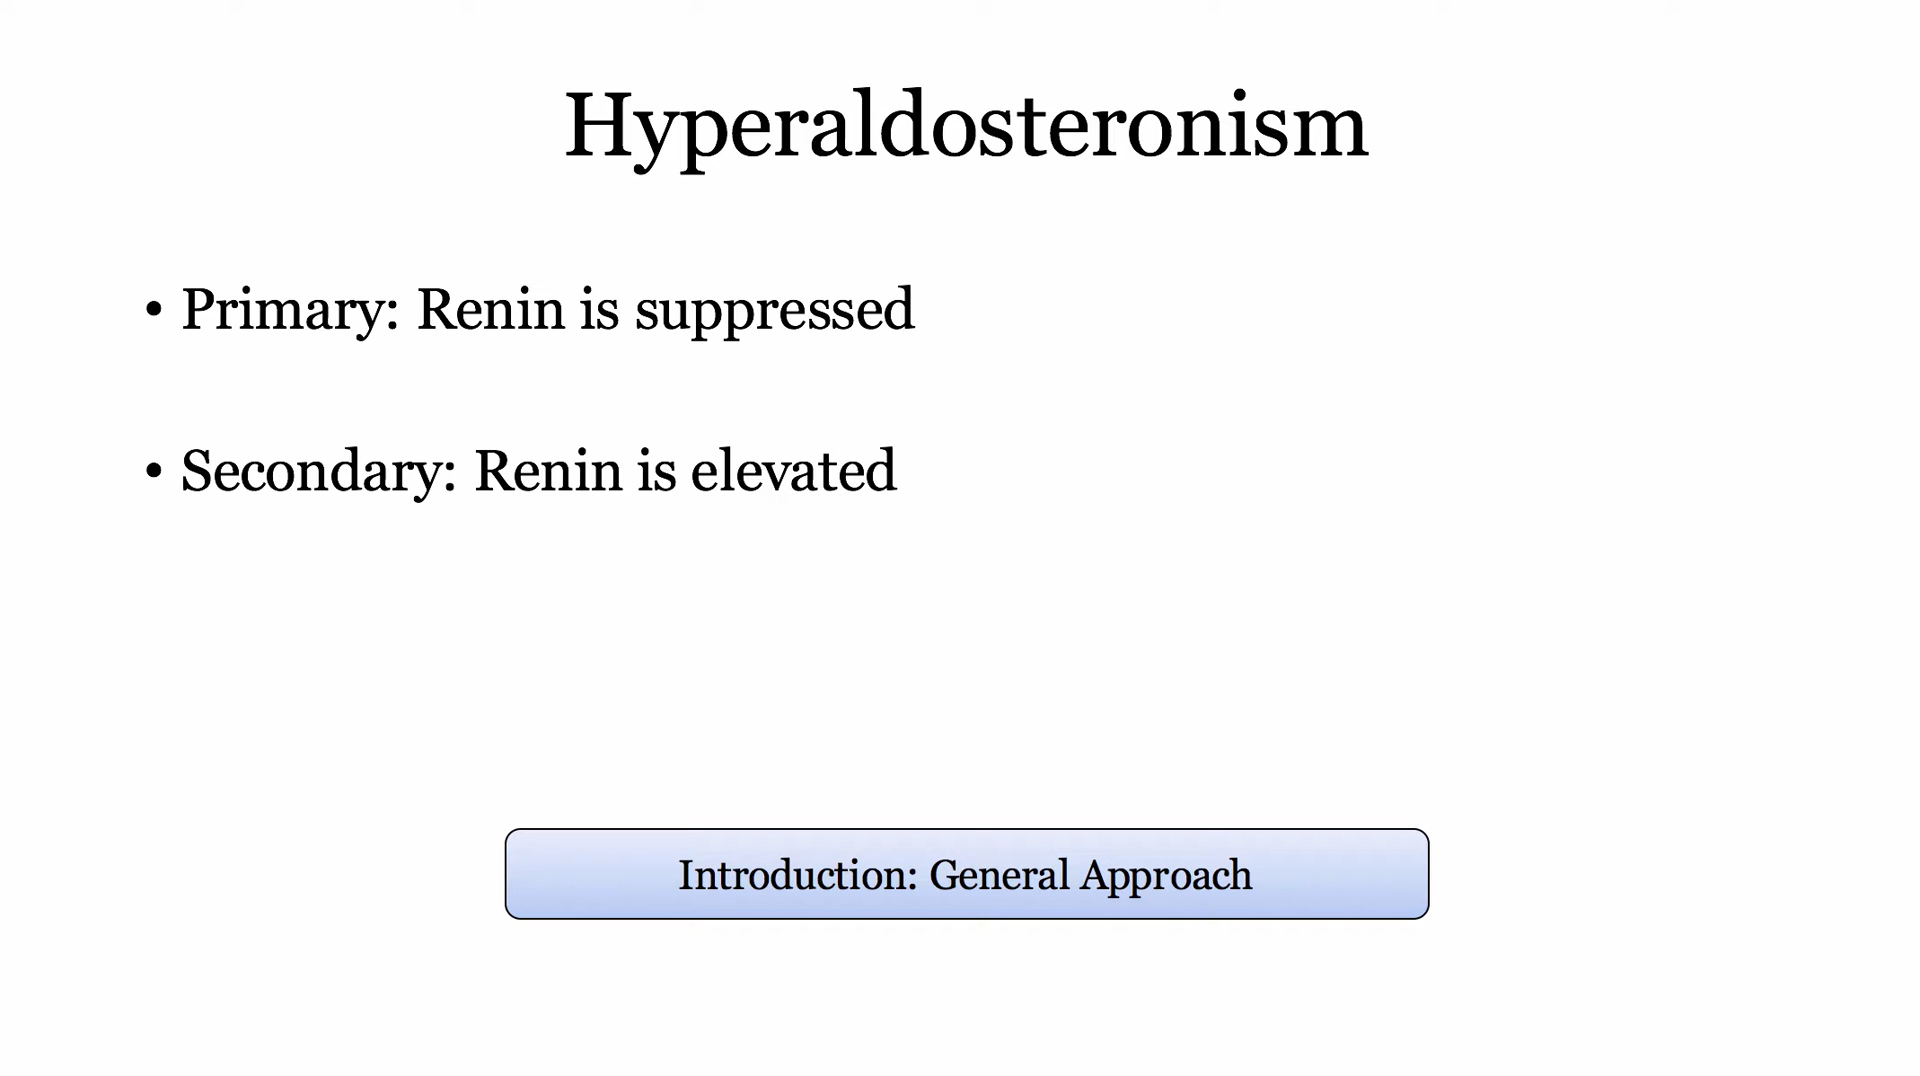 Hyperaldosteronism
• Primary: Renin is suppressed
• Secondary: Renin is elevated
Introduction: General Approach